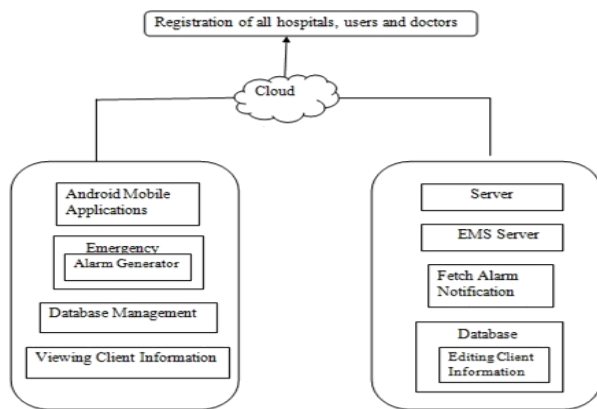 Registration of all hospitals, users and doctors
Cloud
Android Mobile
Applications
Emergency
Alarm Generator
Database Management
Viewing Client Information
Server
EMS Server
Fetch Alarm
Notification
Database
Editing Client
Information